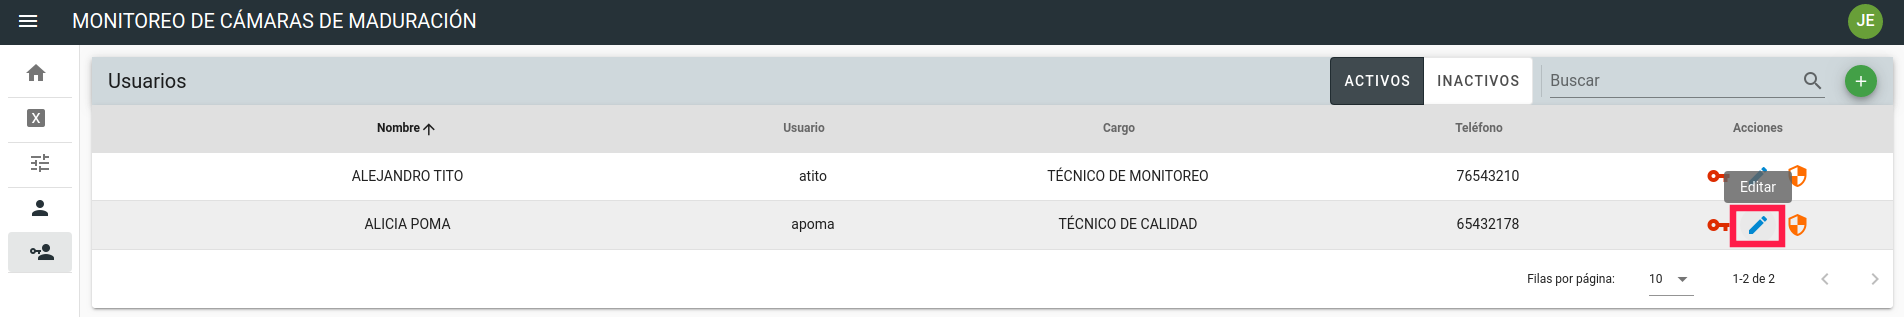 MONITOREO DE CÁMARAS DE MADURACIÓN
JE
Usuarios
ACTIVOS
INACTIVOS
Buscar
+
X
Nombre Usuario Cargo Teléfono Acciones
ALEJANDRO TITO atito TÉCNICO DE MONITOREO 76543210
Editar
ALICIA POMA apoma TÉCNICO DE CALIDAD 65432178
Filas por página: 10 1-2 de 2